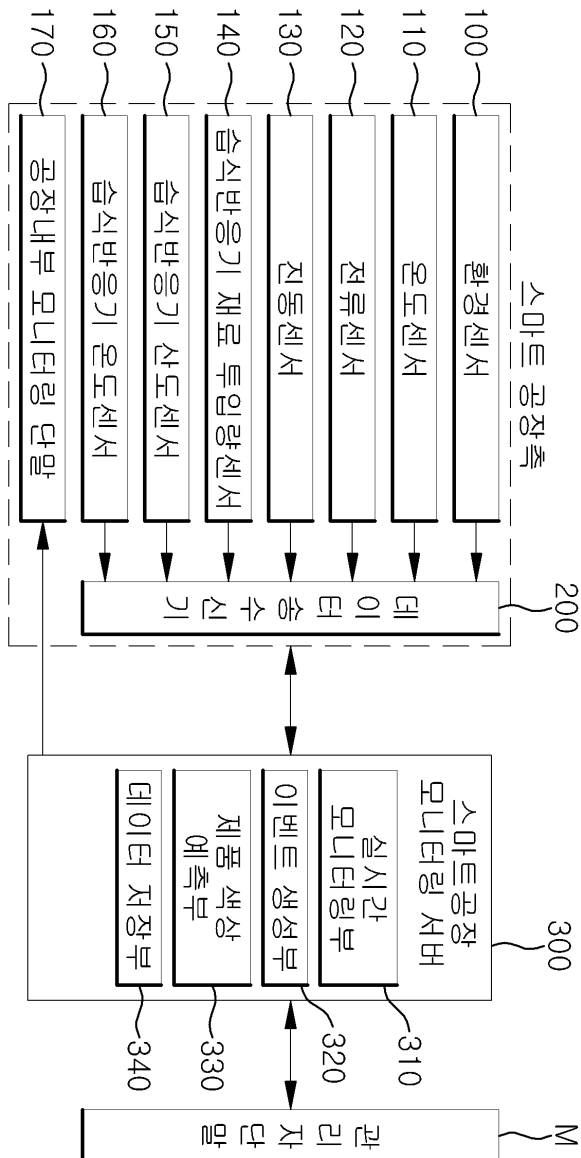 스마트 공장측
100
환경센서
110
온도센서
120
전류센서
130
진동센서
140
습식반응기 재료 투입량센서
150
습식반응기 산도센서
160
습식반응기 온도센서
170
공장내부 모니터링 단말
200
데이터송수신기
300
스마트공장
모니터링 서버
실시간
모니터링부
310
이벤트 생성부
320
제품 색상
예측부
330
데이터 저장부
340
M
관리자단말